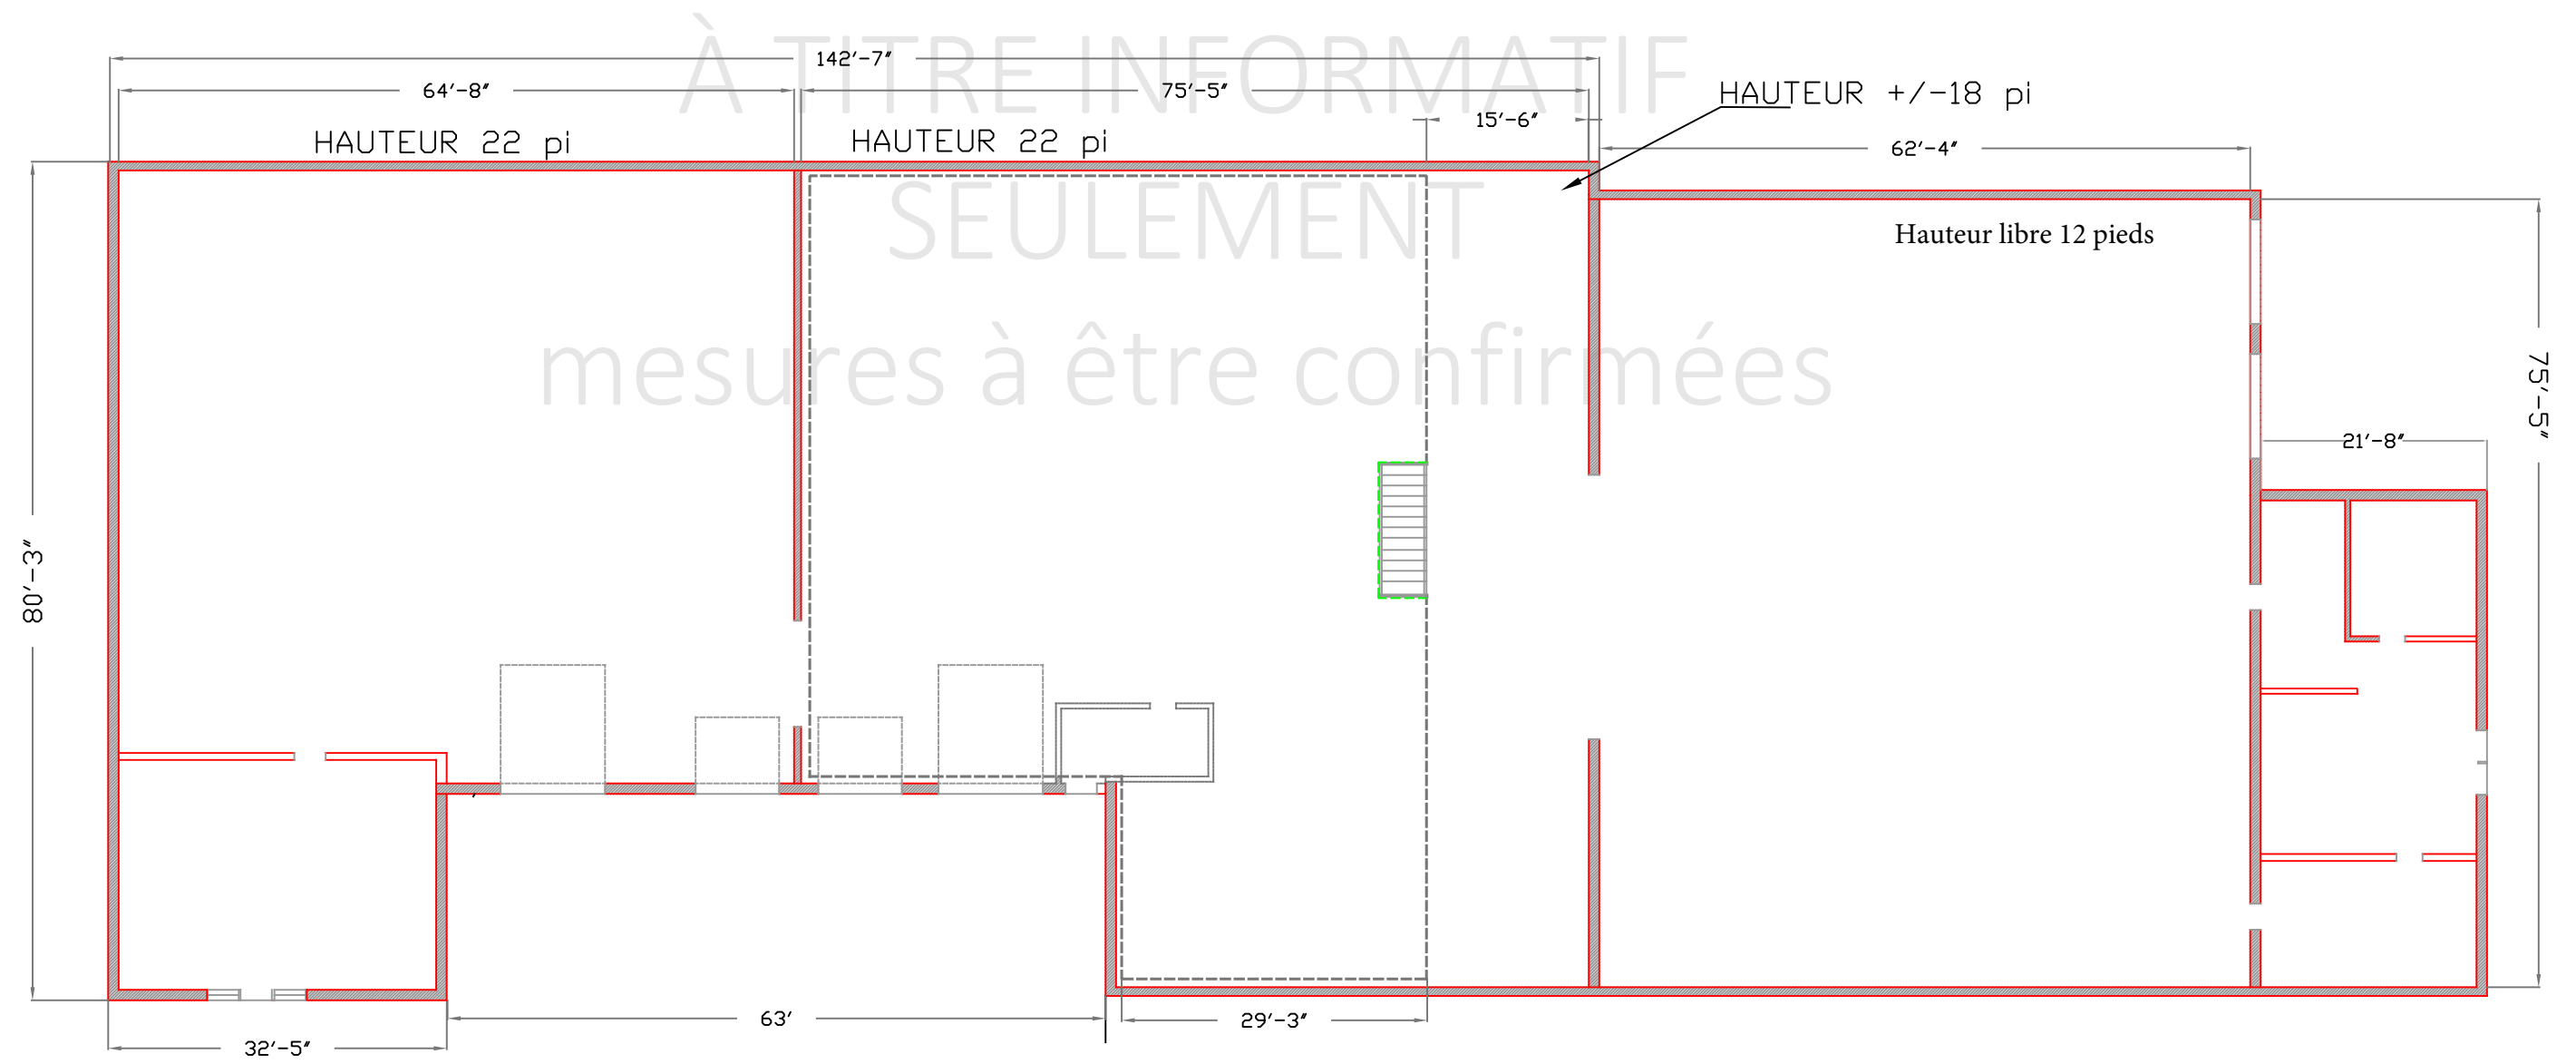 À TITRE INFORMATIF
SEULEMENT
mesures à être confirmées
142'-7"
64'-8"
75'-5"
15'-6"
HAUTEUR +/-18 pi
HAUTEUR 22 pi
HAUTEUR 22 pi
62'-4"
Hauteur libre 12 pieds
75'-5"
21'-8"
80'-3"
63'
29'-3"
32'-5"